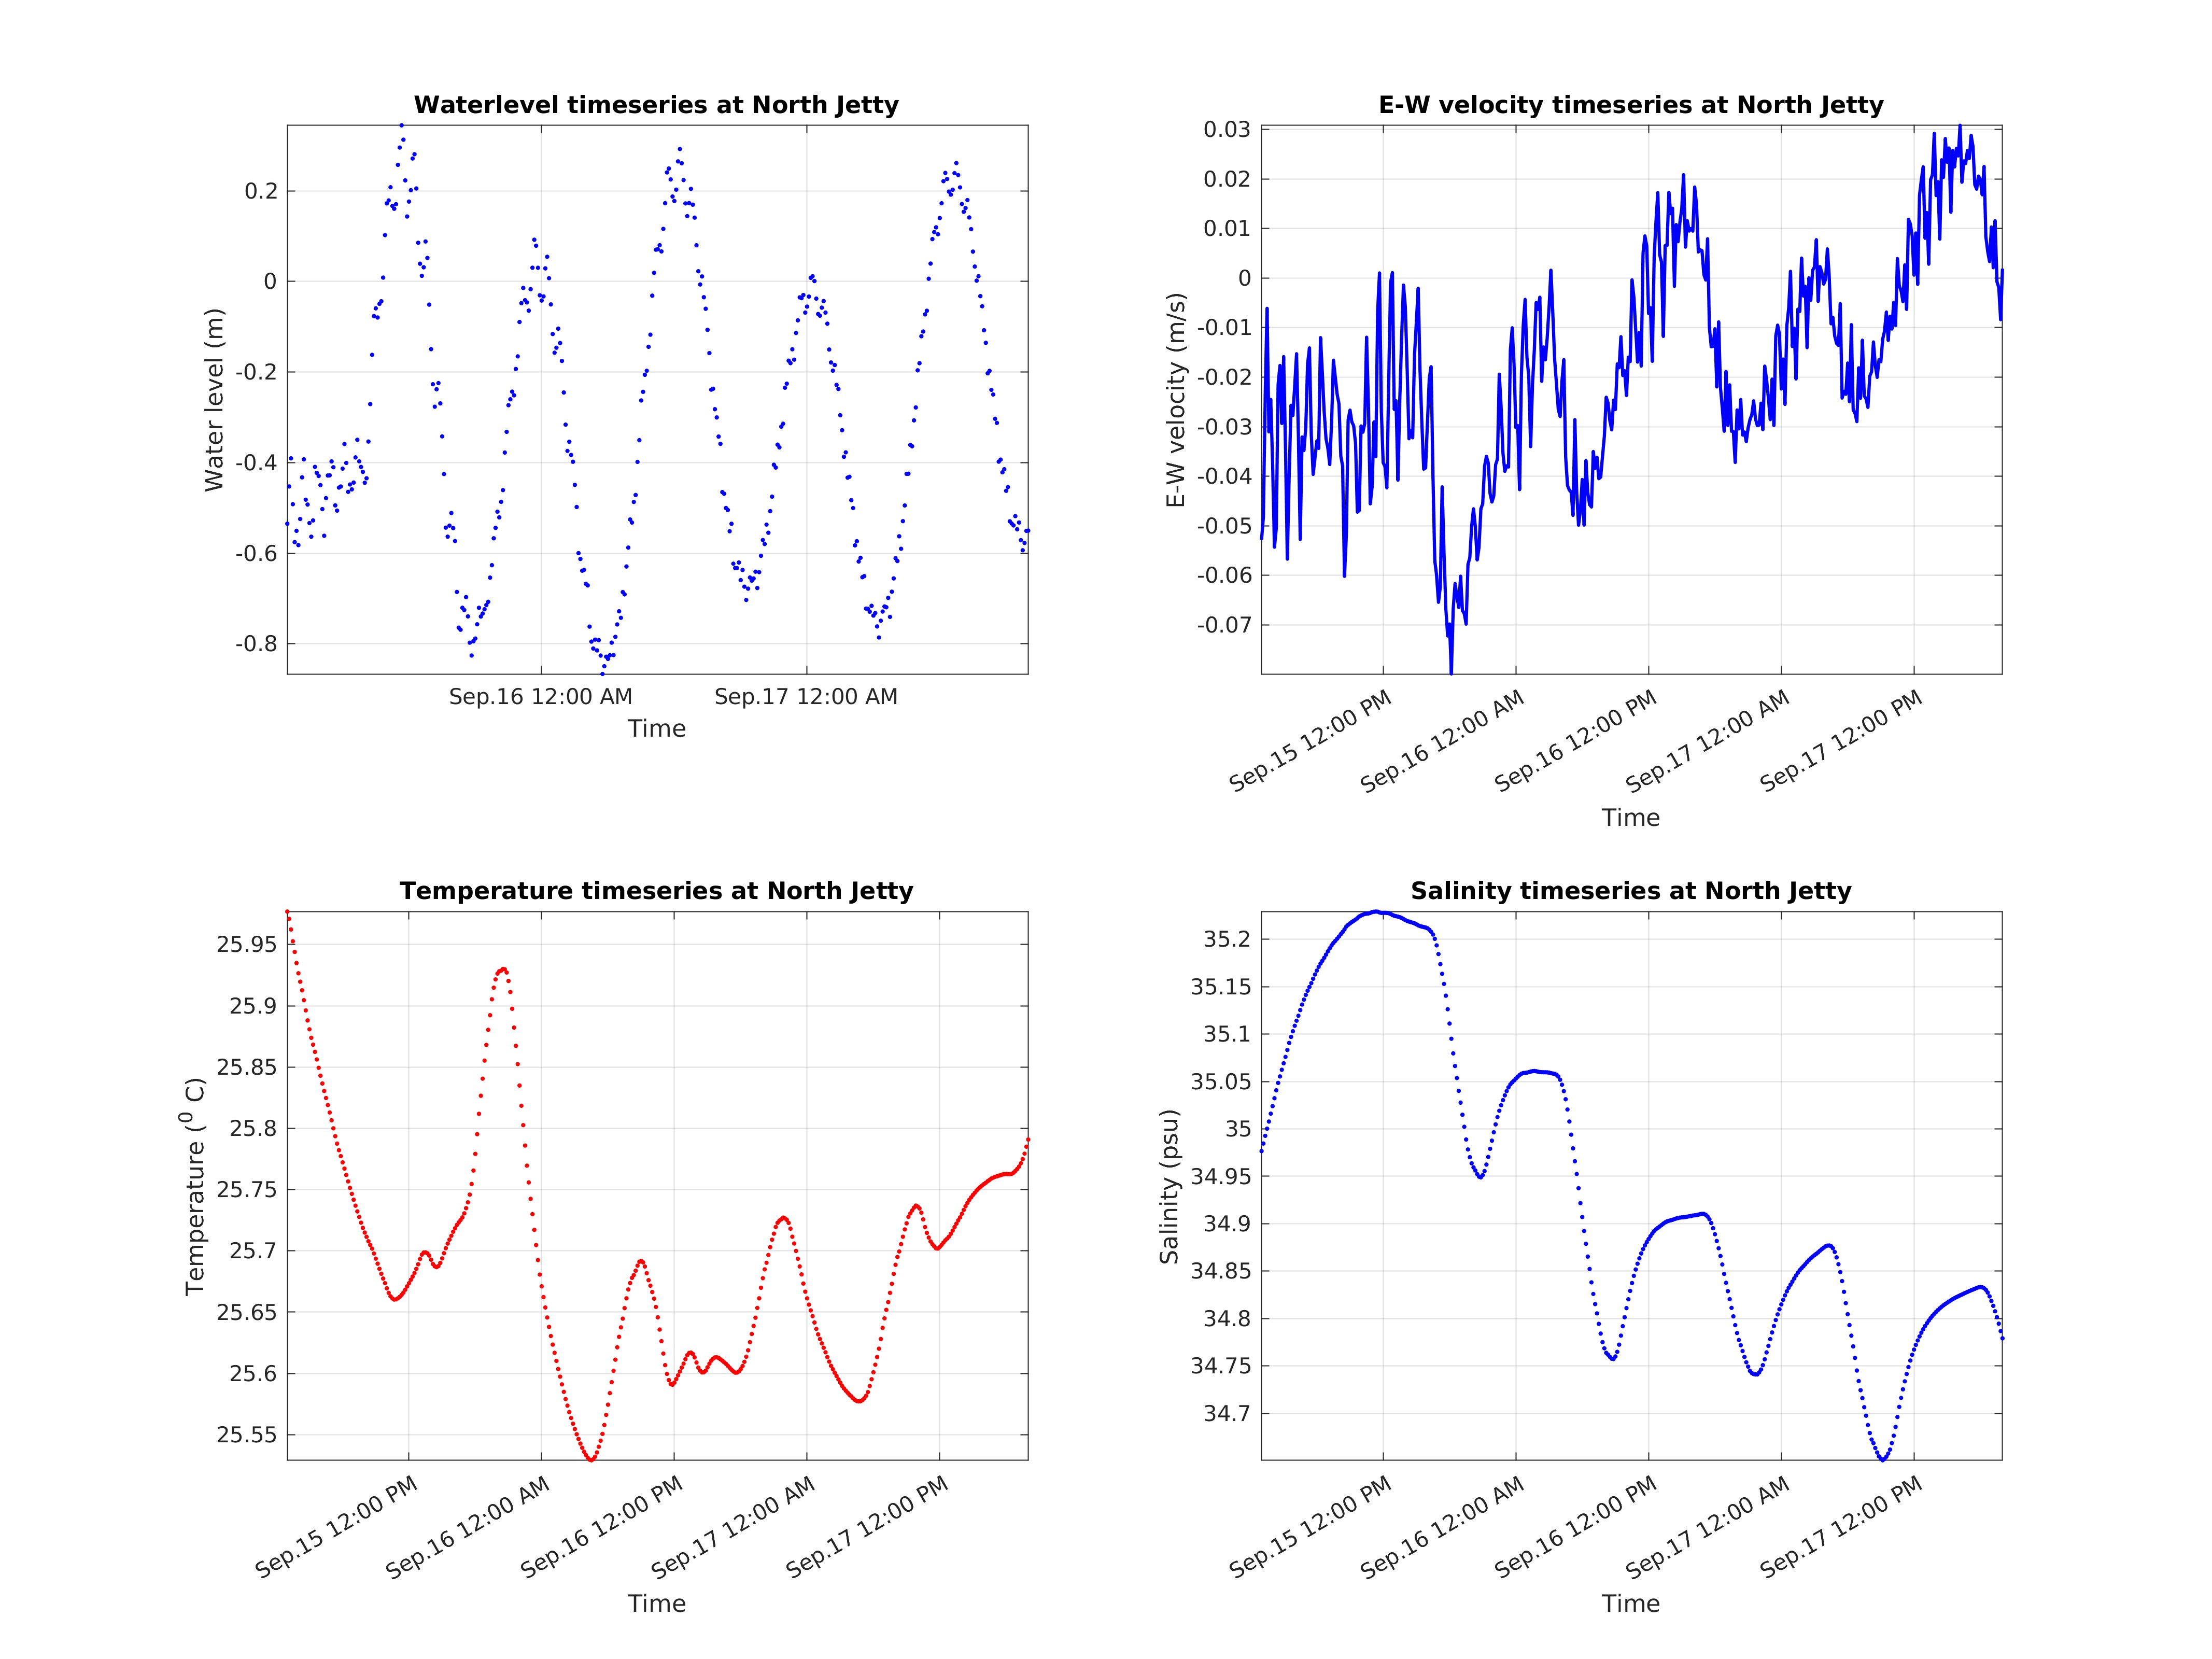 Waterlevel timeseries at North Jetty
0.2
0
-0.2
-0.4
-0.6
-0.8
Water level (m)
Sep.16 12:00 AM
Sep.17 12:00 AM
Time
E-W velocity timeseries at North Jetty
0.03
0.02
0.01
0
-0.01
-0.02
-0.03
-0.04
-0.05
-0.06
-0.07
E-W velocity (m/s)
Sep.15 12:00 PM
Sep.16 12:00 AM
Sep.16 12:00 PM
Sep.17 12:00 AM
Sep.17 12:00 PM
Time
Temperature timeseries at North Jetty
25.95
25.9
25.85
25.8
25.75
25.7
25.65
25.6
25.55
Temperature (⁰ C)
Sep.15 12:00 PM
Sep.16 12:00 AM
Sep.16 12:00 PM
Sep.17 12:00 AM
Sep.17 12:00 PM
Time
Salinity timeseries at North Jetty
35.2
35.15
35.1
35.05
35
34.95
34.9
34.85
34.8
34.75
34.7
Salinity (psu)
Sep.15 12:00 PM
Sep.16 12:00 AM
Sep.16 12:00 PM
Sep.17 12:00 AM
Sep.17 12:00 PM
Time